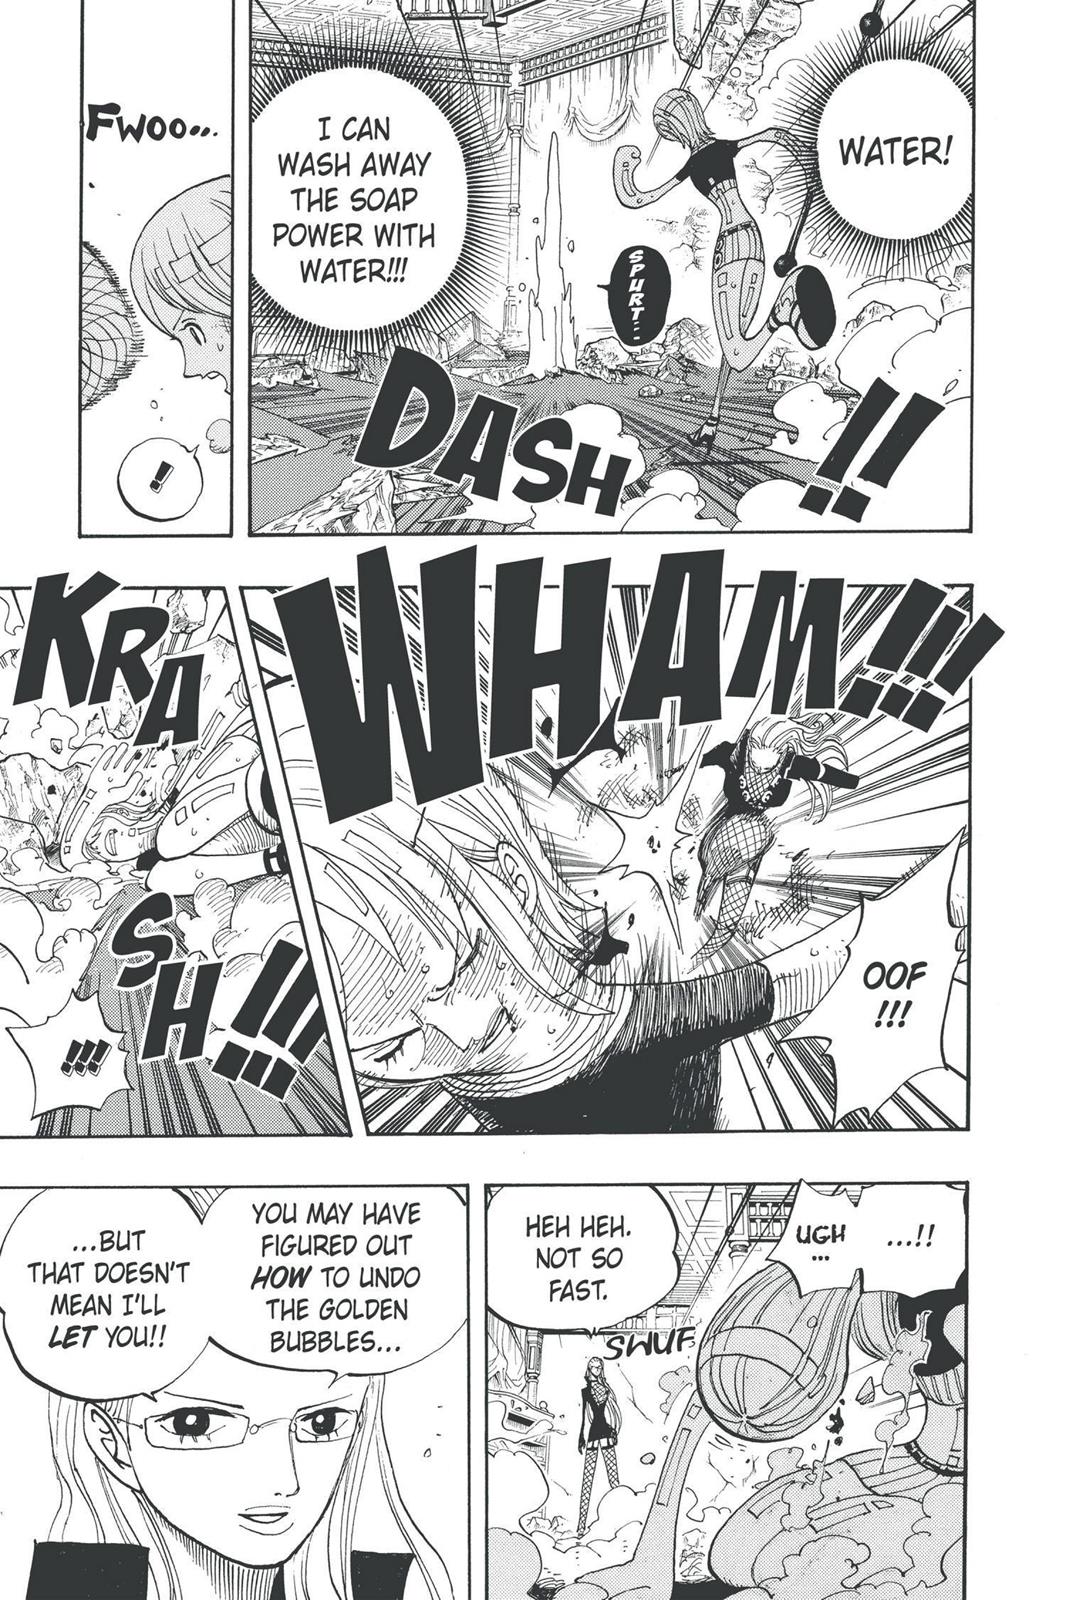 WATER!
I CAN
WASH AWAY
THE SOAP
POWER WITH
WATER!!!
SPURT...
DASH!!
FWOO...
!
WHAM!!!
OOF
!!!
KRA
SH!!!
!!!
UGH
...
...!!
HEH HEH.
NOT SO
FAST.
SWUF
YOU MAY HAVE
FIGURED OUT
HOW TO UNDO
THE GOLDEN
BUBBLES...
...BUT
THAT DOESN'T
MEAN I'LL
LET YOU!!